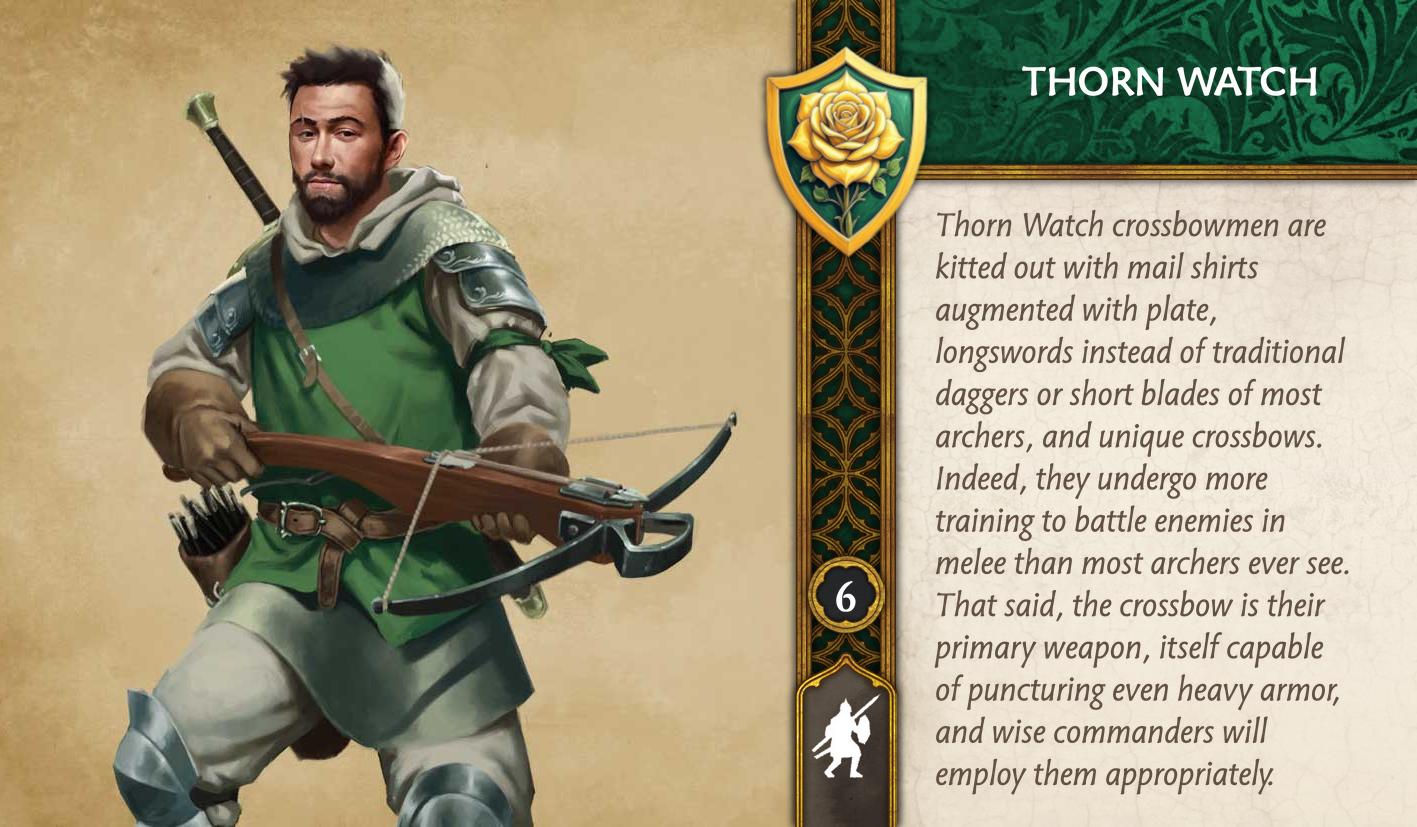 THORN WATCH
Thorn Watch crossbowmen are
kitted out with mail shirts
augmented with plate,
longswords instead of traditional
daggers or short blades of most
archers, and unique crossbows.
Indeed, they undergo more
training to battle enemies in
melee than most archers ever see.
That said, the crossbow is their
primary weapon, itself capable
of puncturing even heavy armor,
and wise commanders will
employ them appropriately.
6